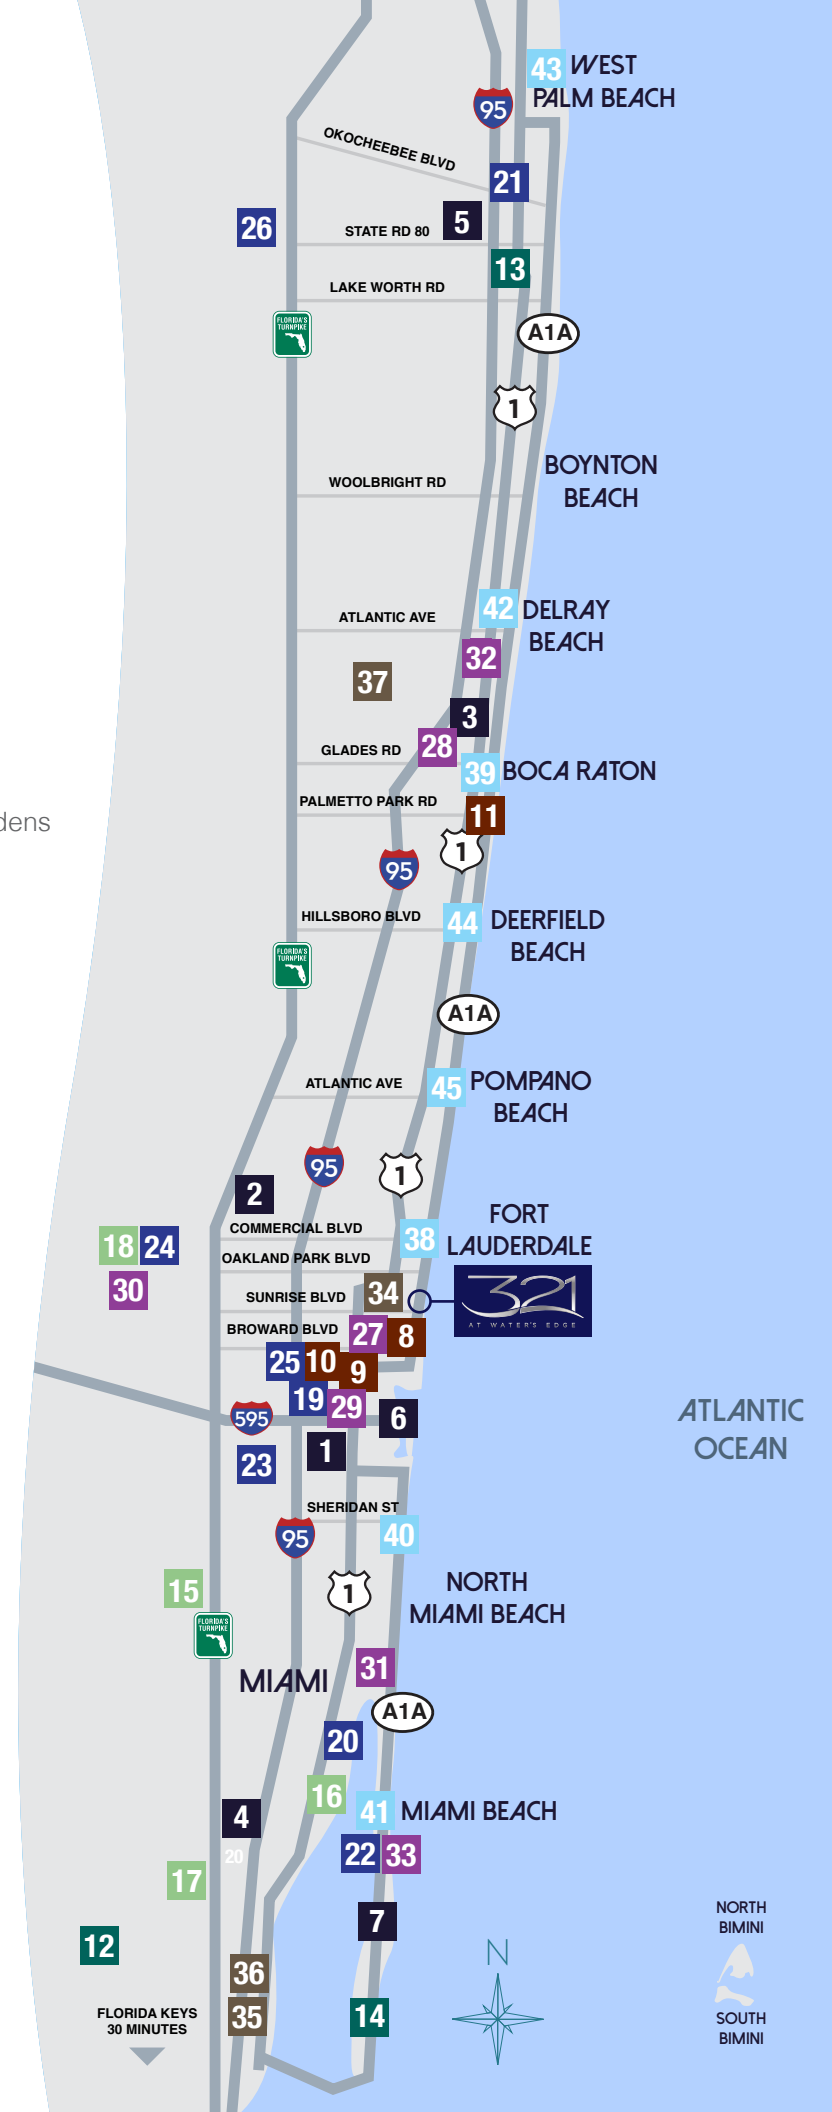 43 WEST
PALM BEACH
95
OKOCHEEBEE BLVD
21
5
26
STATE RD 80
13
LAKE WORTH RD
FLORIDA'S
TURNPIKE
A1A
1
BOYNTON
BEACH
WOOLBRIGHT RD
42 DELRAY
BEACH
ATLANTIC AVE
32
37
3
28
GLADES RD
39 BOCA RATON
PALMETTO PARK RD
11
dens
1
95
HILLSBORO BLVD
44 DEERFIELD
BEACH
FLORIDA'S
TURNPIKE
A1A
ATLANTIC AVE
45 POMPANO
BEACH
95
1
2
FORT
LAUDERDALE
COMMERCIAL BLVD
38
18 24
OAKLAND PARK BLVD
30
SUNRISE BLVD
34
321
AT WATER'S EDGE
BROWARD BLVD
27 8
25 10 9
19 29
595
6
ATLANTIC
OCEAN
23
1
SHERIDAN ST
95
40
15
1
NORTH
MIAMI BEACH
FLORIDA'S
TURNPIKE
31
MIAMI
A1A
20
16
41 MIAMI BEACH
4
20
22 33
17
7
12
NORTH
BIMINI
N
36
35
14
FLORIDA KEYS
30 MINUTES
SOUTH
BIMINI